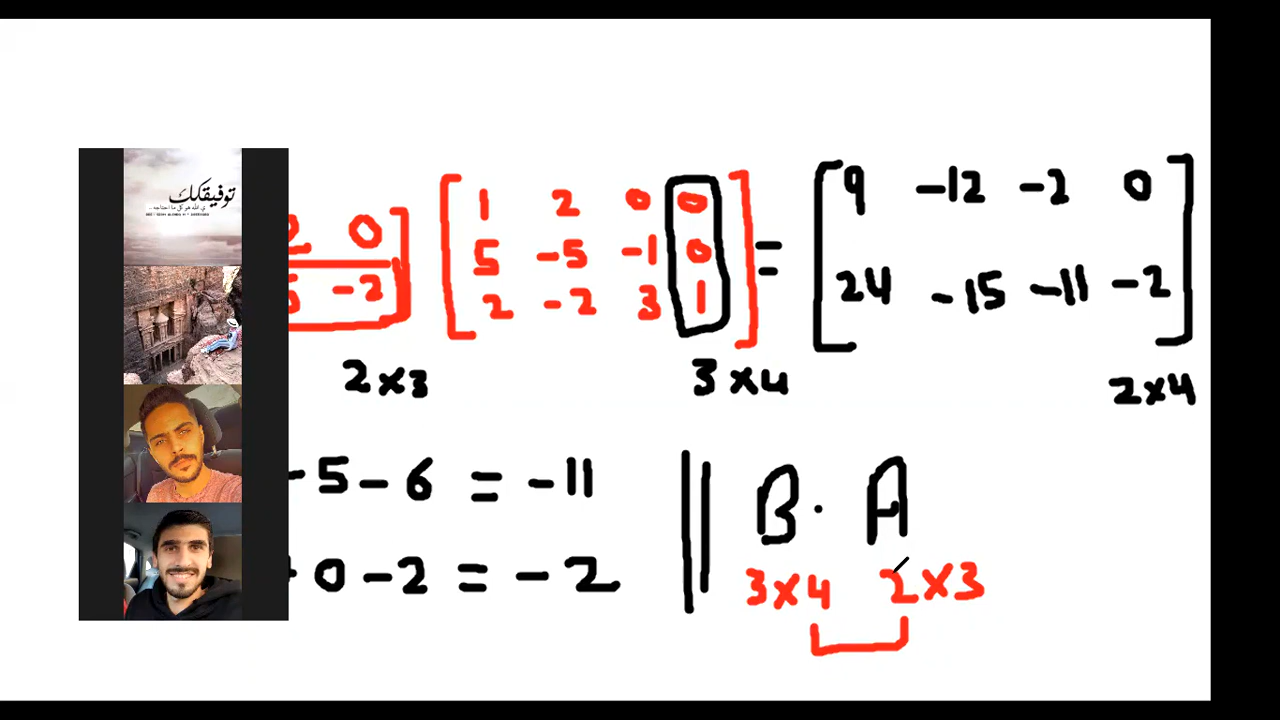 توفيقك
2 0 [ 1 2 0 0 ] = [ 9 -12 -2 0 ]
5 -5 -1 0
-2 2 -2 3 1 24 -15 -11 -2
2x3 3x4 2x4
-5-6 = -11 B . A
0-2 = -2 3x4 2x3